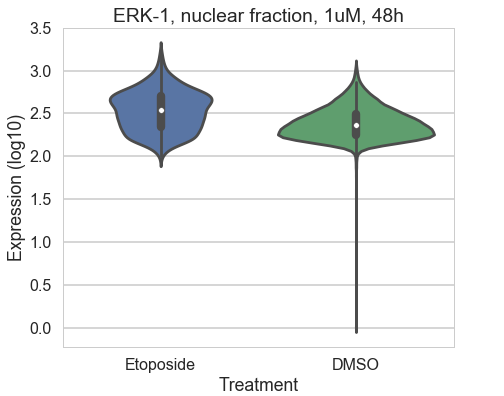 ERK-1, nuclear fraction, 1uM, 48h
3.5
3.0
2.5
2.0
1.5
1.0
0.5
0.0
Expression (log10)
Etoposide DMSO
Treatment